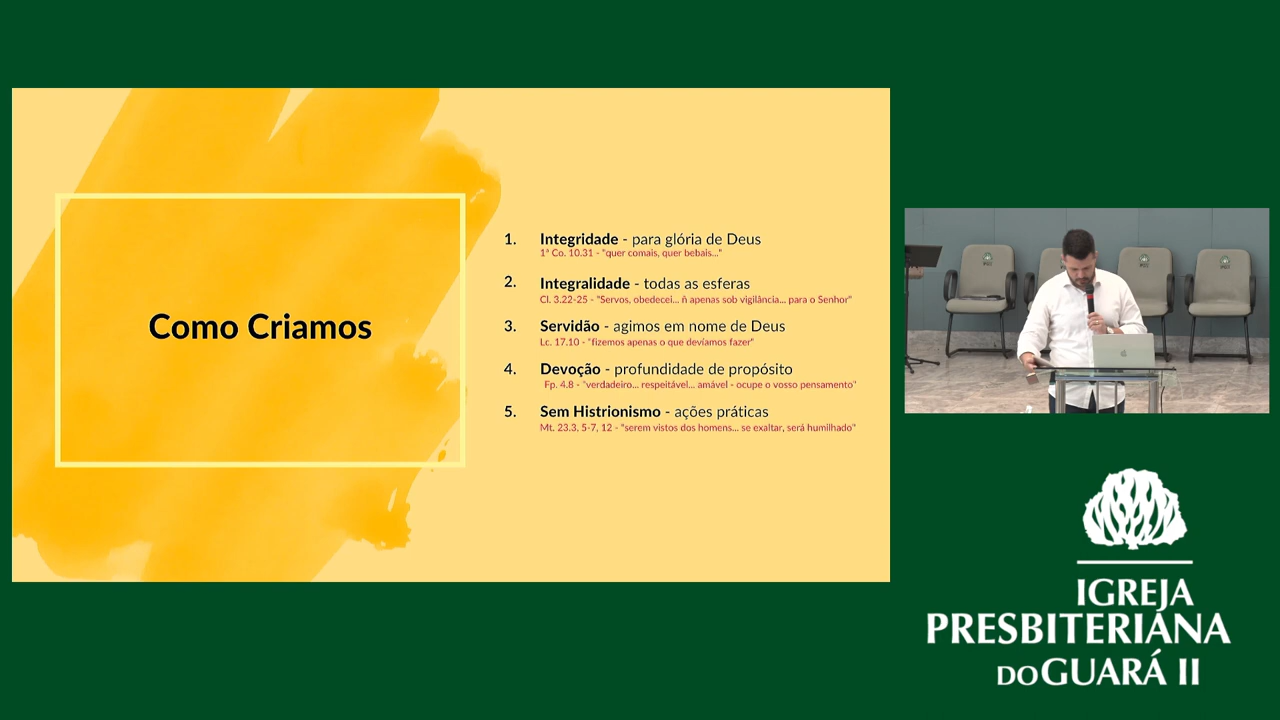 Como Criamos
1. Integridade - para glória de Deus
1ª Co. 10.31 - "quer comais, quer bebais..."
2. Integralidade - todas as esferas
Cl. 3.22-25 - "Servos, obedecei... ñ apenas sob vigilância... para o Senhor"
3. Servidão - agimos em nome de Deus
Lc. 17.10 - "fizemos apenas o que devíamos fazer"
4. Devoção - profundidade de propósito
Fp. 4.8 - "verdadeiro... respeitável... amável - ocupe o vosso pensamento"
5. Sem Histrionismo - ações práticas
Mt. 23.3, 5-7, 12 - "serem vistos dos homens... se exaltar, será humilhado"
IGREJA
PRESBITERIANA
DO GUARÁ II